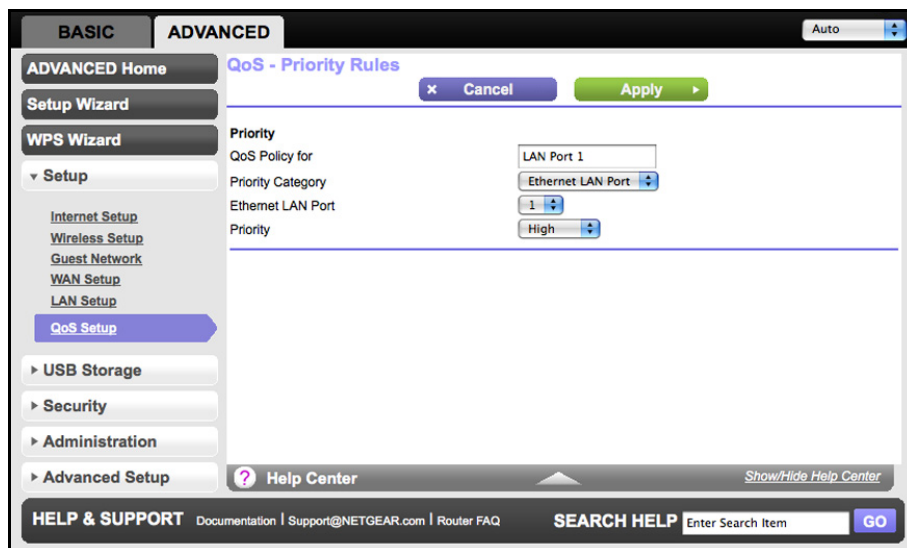 BASIC
ADVANCED
Auto
ADVANCED Home
Setup Wizard
WPS Wizard
Setup
Internet Setup
Wireless Setup
Guest Network
WAN Setup
LAN Setup
QoS Setup
USB Storage
Security
Administration
Advanced Setup
QoS - Priority Rules
× Cancel
Apply
Priority
QoS Policy for LAN Port 1
Priority Category Ethernet LAN Port
Ethernet LAN Port 1
Priority High
? Help Center
Show/Hide Help Center
HELP & SUPPORT Documentation | Support@NETGEAR.com | Router FAQ
SEARCH HELP Enter Search Item GO